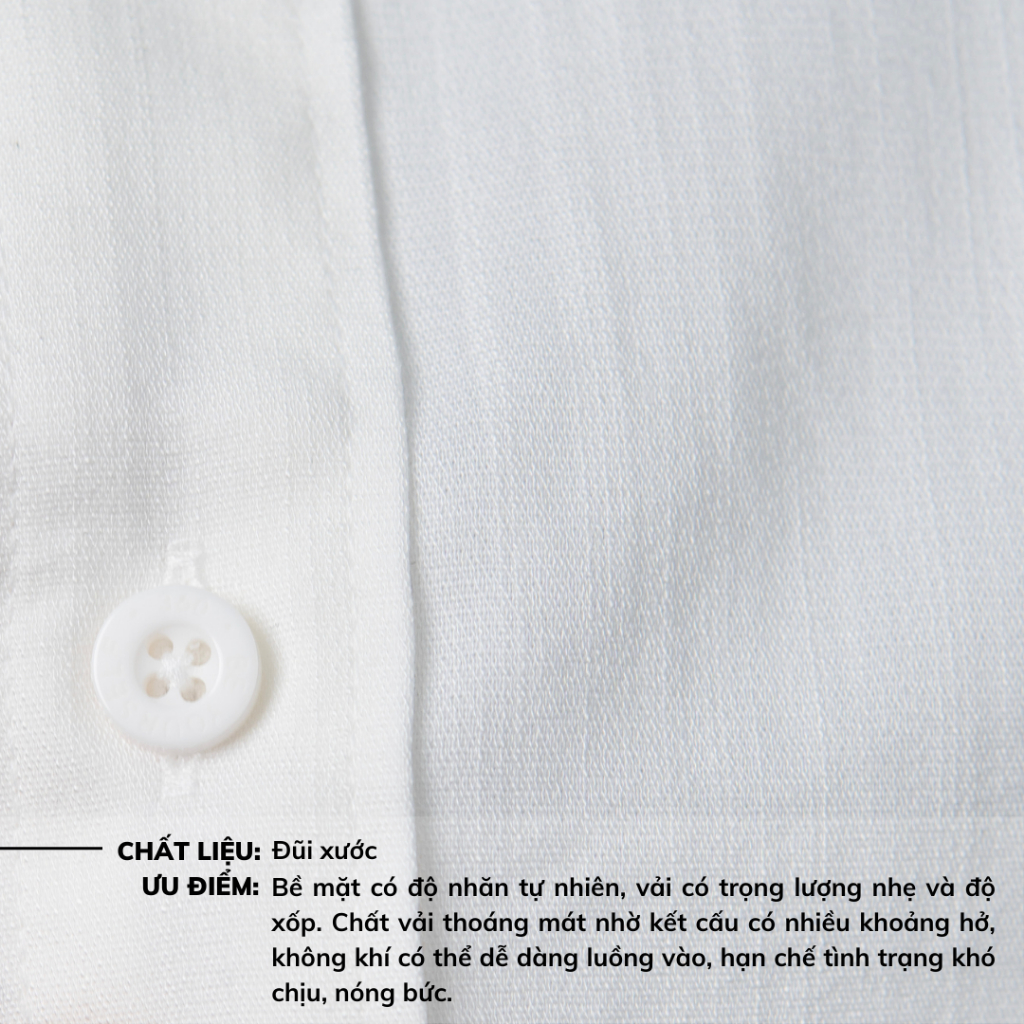 CHẤT LIỆU: Đũi xước
ƯU ĐIỂM: Bề mặt có độ nhăn tự nhiên, vải có trọng lượng nhẹ và độ
xốp. Chất vải thoáng mát nhờ kết cấu có nhiều khoảng hở,
không khí có thể dễ dàng luồng vào, hạn chế tình trạng khó
chịu, nóng bức.